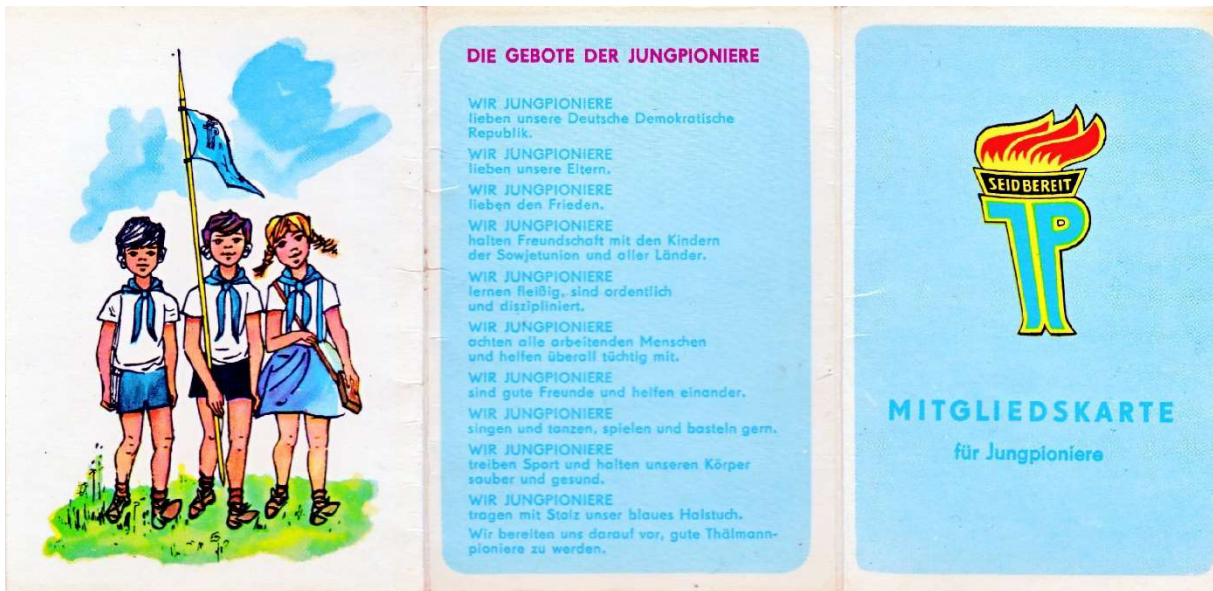 DIE GEBOTE DER JUNGPIONIERE
WIR JUNGPIONIERE
lieben unsere Deutsche Demokratische
Republik.
WIR JUNGPIONIERE
lieben unsere Eltern.
WIR JUNGPIONIERE
lieben den Frieden.
WIR JUNGPIONIERE
halten Freundschaft mit den Kindern
der Sowjetunion und aller Länder.
WIR JUNGPIONIERE
lernen fleißig, sind ordentlich
und diszipliniert.
WIR JUNGPIONIERE
achten alle arbeitenden Menschen
und helfen überall tüchtig mit.
WIR JUNGPIONIERE
sind gute Freunde und helfen einander.
WIR JUNGPIONIERE
singen und tanzen, spielen und basteln gern.
WIR JUNGPIONIERE
treiben Sport und halten unseren Körper
sauber und gesund.
WIR JUNGPIONIERE
tragen mit Stolz unser blaues Halstuch.
Wir bereiten uns darauf vor, gute Thälmann-
pioniere zu werden.
SEID BEREIT
JP
MITGLIEDSKARTE
für Jungpioniere